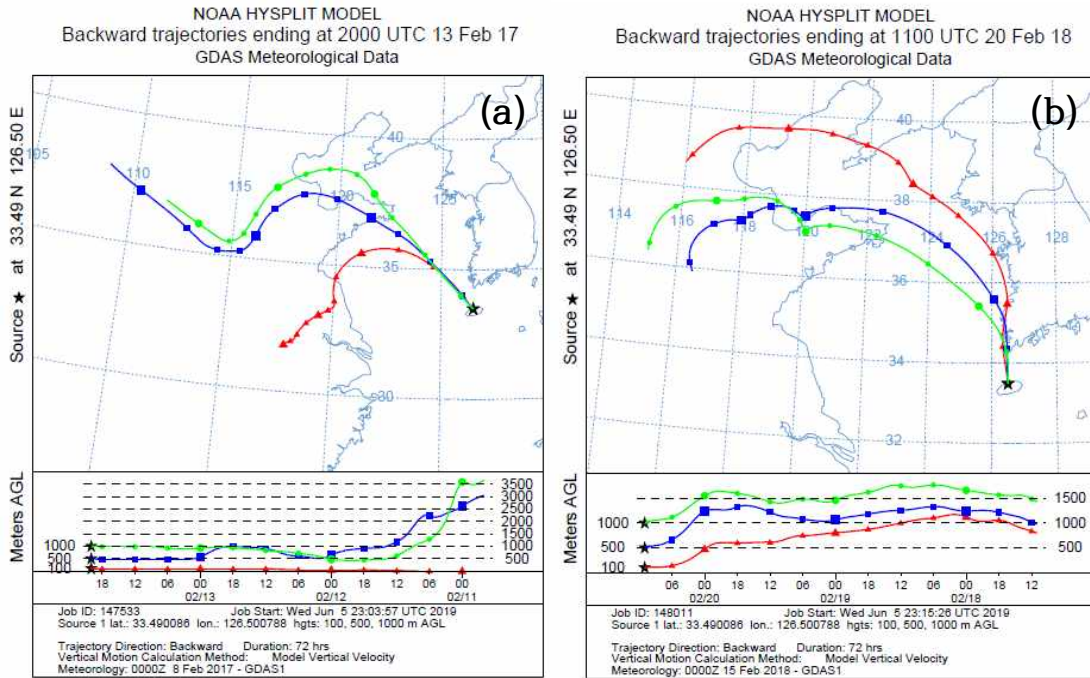 NOAA HYSPLIT MODEL
Backward trajectories ending at 2000 UTC 13 Feb 17
GDAS Meteorological Data
(a)
Source ★ at 33.49 N 126.50 E
105
110
115
120
125
40
35
30
Meters AGL
3500
3000
2500
2000
1500
1000
500
1000
500
100
18 12 06 00 18 12 06 00 18 12 06 00
02/13 02/12 02/11
Job ID: 147533 Job Start: Wed Jun 5 23:03:57 UTC 2019
Source 1 lat.: 33.490086 lon.: 126.500788 hgts: 100, 500, 1000 m AGL
Trajectory Direction: Backward Duration: 72 hrs
Vertical Motion Calculation Method: Model Vertical Velocity
Meteorology: 0000Z 8 Feb 2017 - GDAS1
NOAA HYSPLIT MODEL
Backward trajectories ending at 1100 UTC 20 Feb 18
GDAS Meteorological Data
(b)
Source ★ at 33.49 N 126.50 E
114
116
118
120
122
124
126
128
40
38
36
34
32
Meters AGL
1500
1000
500
1000
500
100
06 00 18 12 06 00 18 12 06 00 18 12
02/20 02/19 02/18
Job ID: 148011 Job Start: Wed Jun 5 23:15:26 UTC 2019
Source 1 lat.: 33.490086 lon.: 126.500788 hgts: 100, 500, 1000 m AGL
Trajectory Direction: Backward Duration: 72 hrs
Vertical Motion Calculation Method: Model Vertical Velocity
Meteorology: 0000Z 15 Feb 2018 - GDAS1